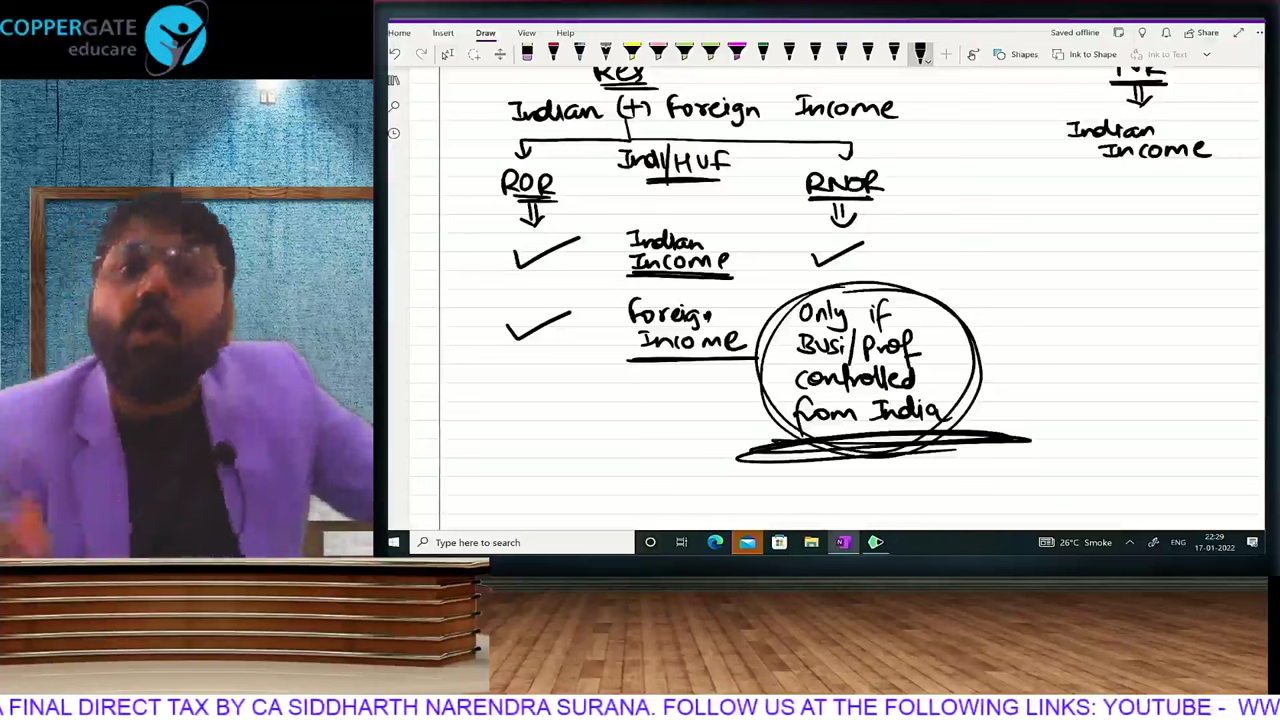 COPPERGATE
educare
Home Insert Draw View Help
Saved offline
Share
Shapes
Ink to Shape
Ink to Text
Res
NR
Indian (+) Foreign Income
Indian
Income
Indi/HUF
ROR
RNOR
Indian
Income
Foreign
Income
Only if
Busi/Prof
controlled
from India
Type here to search
26°C Smoke
ENG
22:29
17-01-2022
A FINAL DIRECT TAX BY CA SIDDHARTH NARENDRA SURANA. FOLLOW US AT THE FOLLOWING LINKS: YOUTUBE - WW